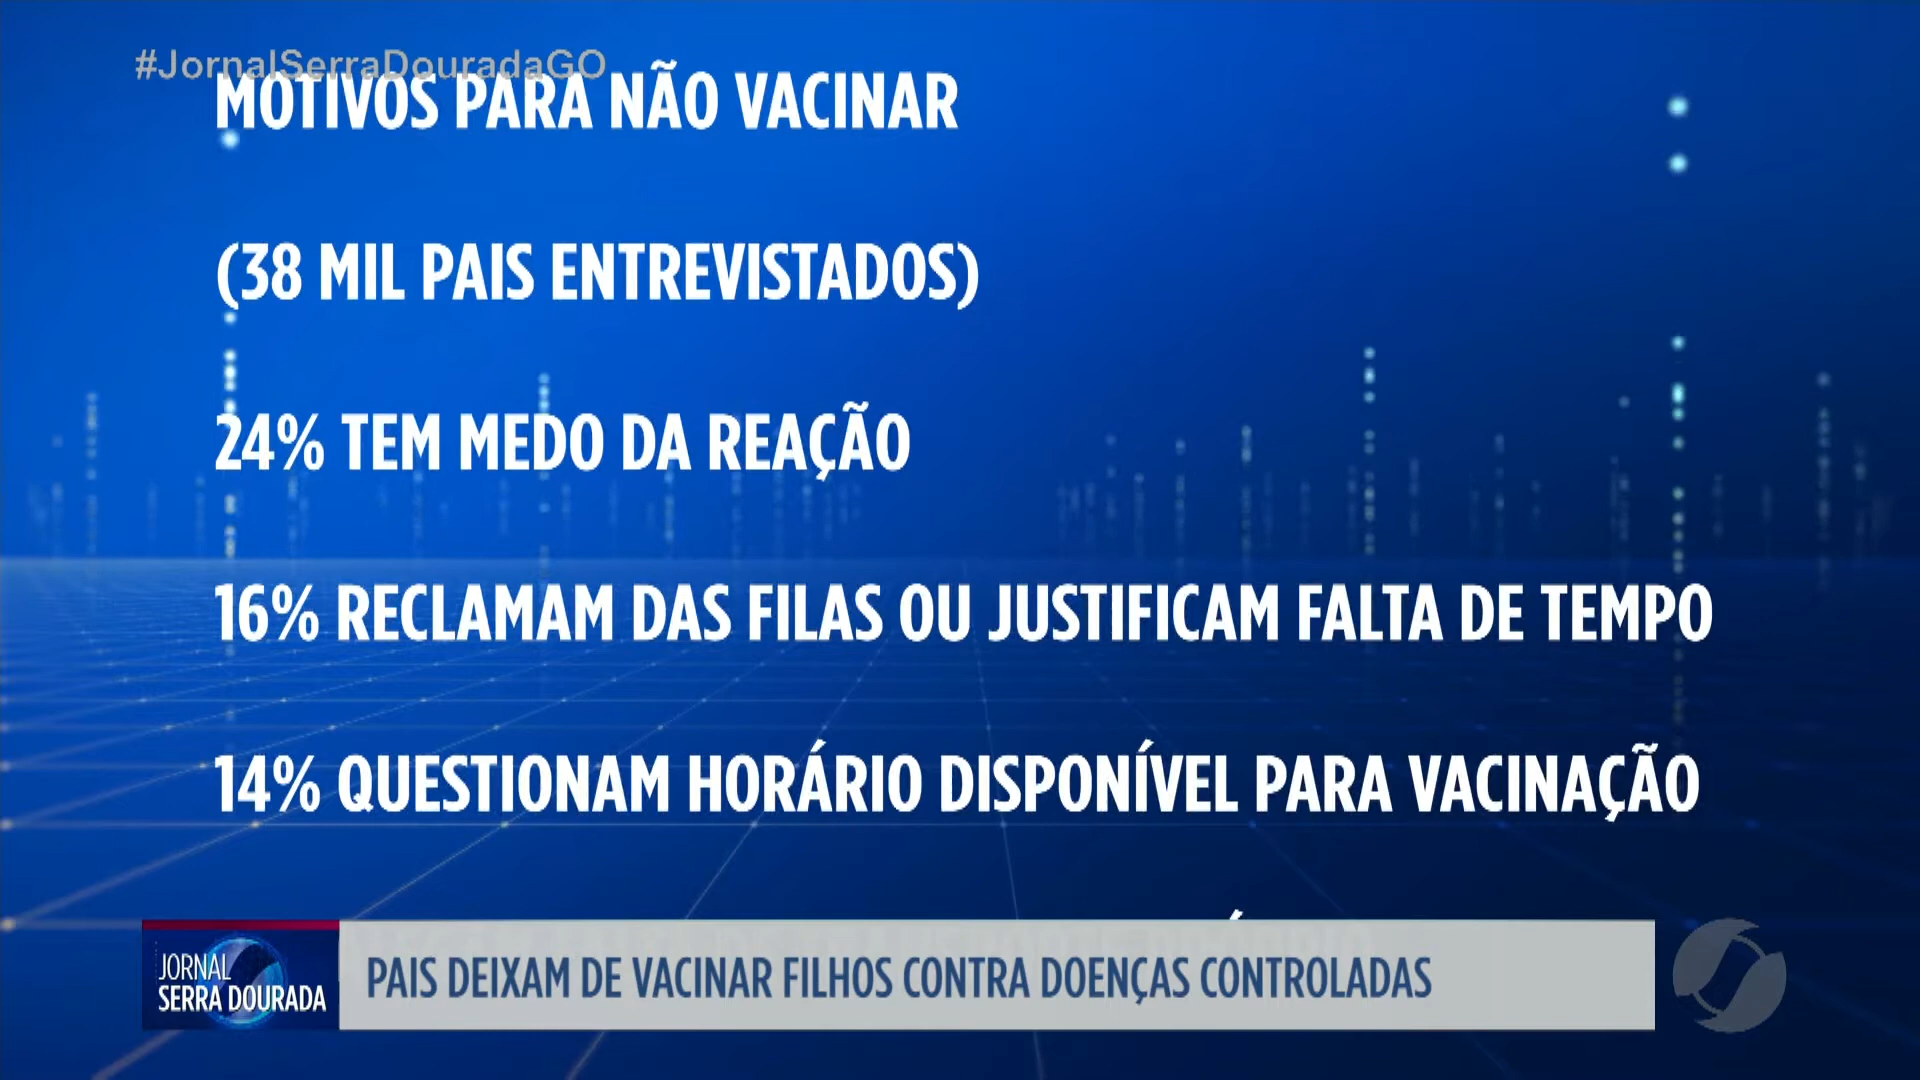 #JornalSerraDouradaGO
MOTIVOS PARA NÃO VACINAR
(38 MIL PAIS ENTREVISTADOS)
24% TEM MEDO DA REAÇÃO
16% RECLAMAM DAS FILAS OU JUSTIFICAM FALTA DE TEMPO
14% QUESTIONAM HORÁRIO DISPONÍVEL PARA VACINAÇÃO
JORNAL
SERRA DOURADA
PAIS DEIXAM DE VACINAR FILHOS CONTRA DOENÇAS CONTROLADAS